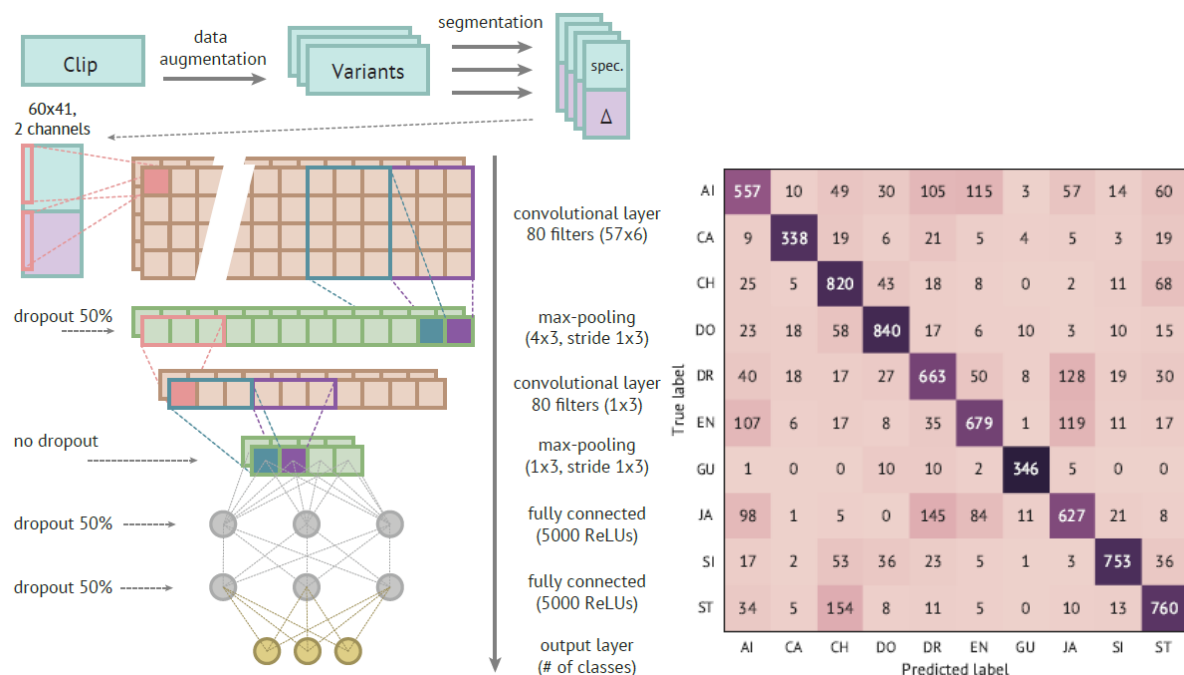 Clip
data
augmentation
Variants
segmentation
spec.
Δ
60x41,
2 channels
convolutional layer
80 filters (57x6)
dropout 50%
max-pooling
(4x3, stride 1x3)
convolutional layer
80 filters (1x3)
no dropout
max-pooling
(1x3, stride 1x3)
dropout 50%
fully connected
(5000 ReLUs)
dropout 50%
fully connected
(5000 ReLUs)
output layer
(# of classes)
True label
AI 557 10 49 30 105 115 3 57 14 60
CA 9 338 19 6 21 5 4 5 3 19
CH 25 5 820 43 18 8 0 2 11 68
DO 23 18 58 840 17 6 10 3 10 15
DR 40 18 17 27 663 50 8 128 19 30
EN 107 6 17 8 35 679 1 119 11 17
GU 1 0 0 10 10 2 346 5 0 0
JA 98 1 5 0 145 84 11 627 21 8
SI 17 2 53 36 23 5 1 3 753 36
ST 34 5 154 8 11 5 0 10 13 760
AI CA CH DO DR EN GU JA SI ST
Predicted label